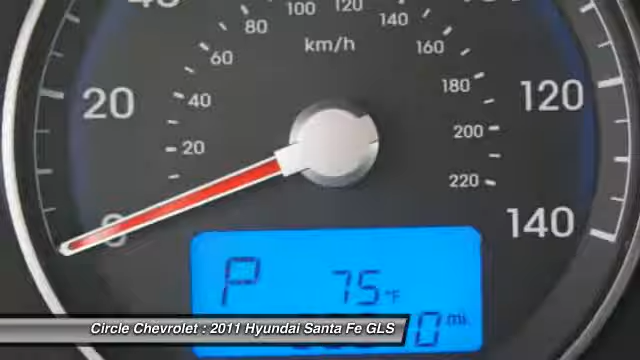 100 120
80 140
km/h
60 160
20 40 180 120
20 200
220
0 140
P 75 °F
mi.
Circle Chevrolet : 2011 Hyundai Santa Fe GLS